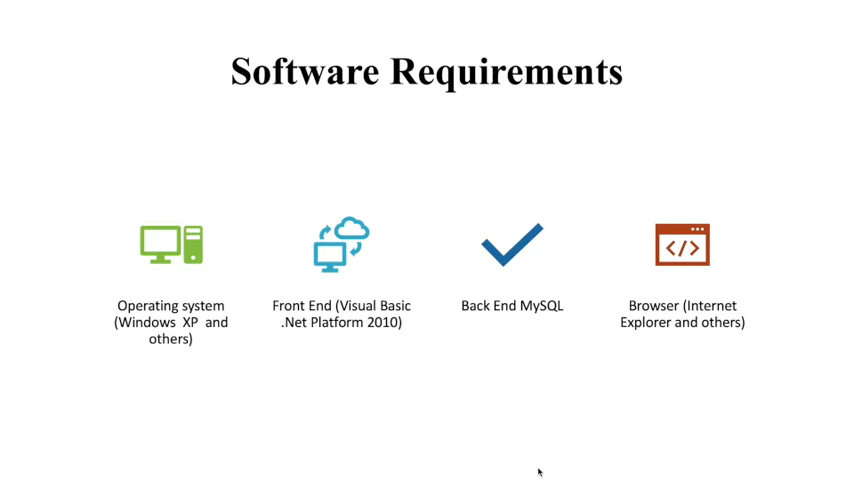 Software Requirements
Operating system
(Windows XP and
others)
Front End (Visual Basic
.Net Platform 2010)
Back End MySQL
Browser (Internet
Explorer and others)